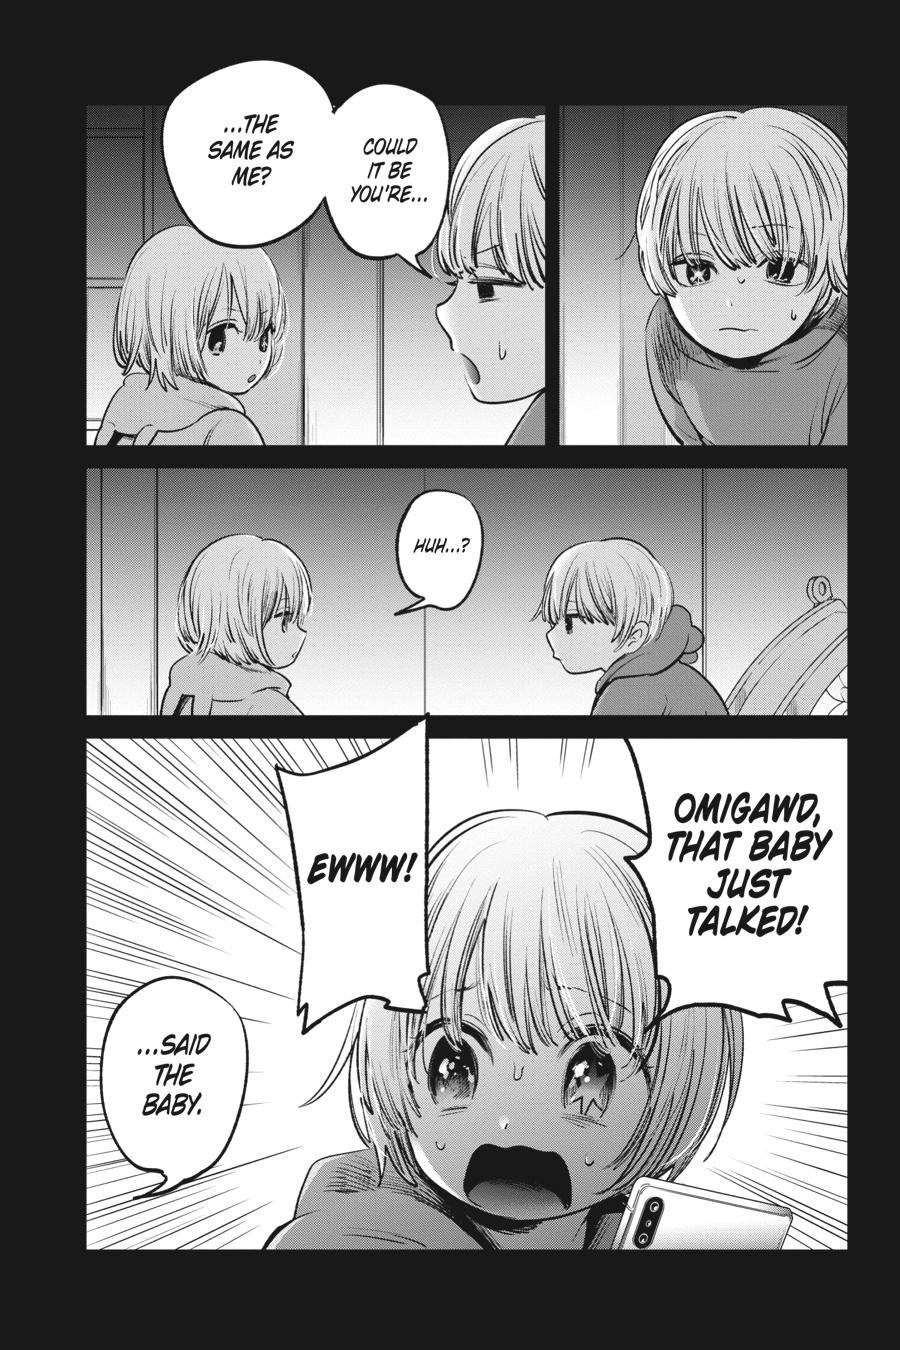 COULD
IT BE
YOU'RE...
...THE
SAME AS
ME?
HUH...?
OMIGAWD,
THAT BABY
JUST
TALKED!
EWWW!
...SAID
THE
BABY.